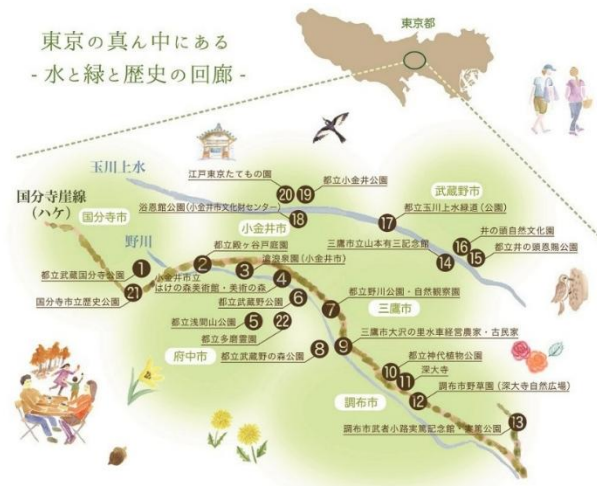 東京の真ん中にある
- 水と緑と歴史の回廊 -
東京都
玉川上水
国分寺崖線
(ハケ)
野川
国分寺市
小金井市
武蔵野市
三鷹市
府中市
調布市
江戸東京たてもの園
⑳ ⑲ 都立小金井公園
浴恩館公園(小金井市文化財センター)
⑱
⑰
都立玉川上水緑道(公園)
井の頭自然文化園
⑯
三鷹市立山本有三記念館
⑭ ⑮
都立井の頭恩賜公園
都立殿ヶ谷戸庭園
滄浪泉園(小金井市)
① ② ③ ④
都立武蔵国分寺公園
小金井市立
はけの森美術館・美術の森
国分寺市立歴史公園
㉑
都立武蔵野公園
⑥
都立野川公園・自然観察園
⑦
都立浅間山公園
⑤ ㉒
都立多磨霊園
都立武蔵野の森公園
⑧ ⑨
三鷹市大沢の里水車経営農家・古民家
都立神代植物公園
⑩
深大寺
⑪
調布市野草園(深大寺自然広場)
⑫
⑬
調布市武者小路実篤記念館・実篤公園